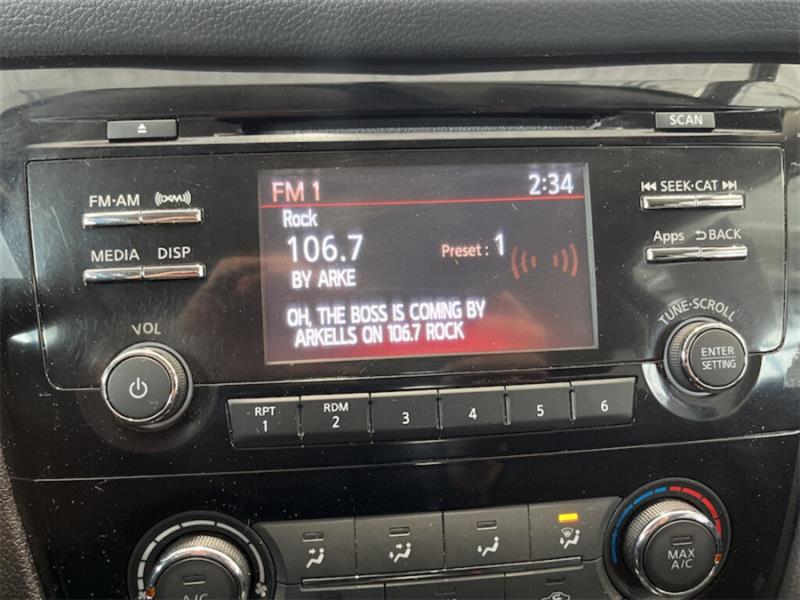 SCAN
FM·AM
SEEK·CAT
MEDIA DISP
Apps BACK
VOL
TUNE·SCROLL
FM 1 2:34
Rock
106.7 Preset : 1
BY ARKE
OH, THE BOSS IS COMING BY
ARKELLS ON 106.7 ROCK
ENTER
SETTING
RPT
1
RDM
2
3
4
5
6
A/C
MAX
A/C